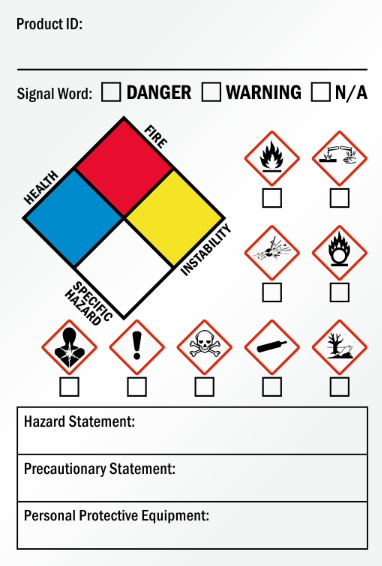 Product ID:
Signal Word: DANGER WARNING N/A
FIRE
HEALTH
INSTABILITY
SPECIFIC
HAZARD
Hazard Statement:
Precautionary Statement:
Personal Protective Equipment: